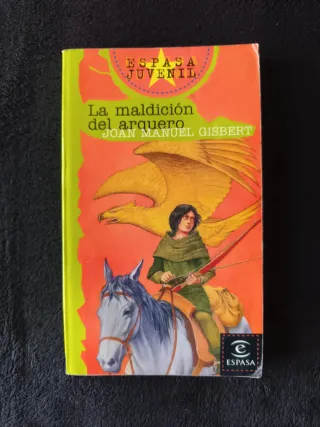 ESPASA
JUVENIL
La maldición
del arquero
JOAN MANUEL GISBERT
e
ESPASA